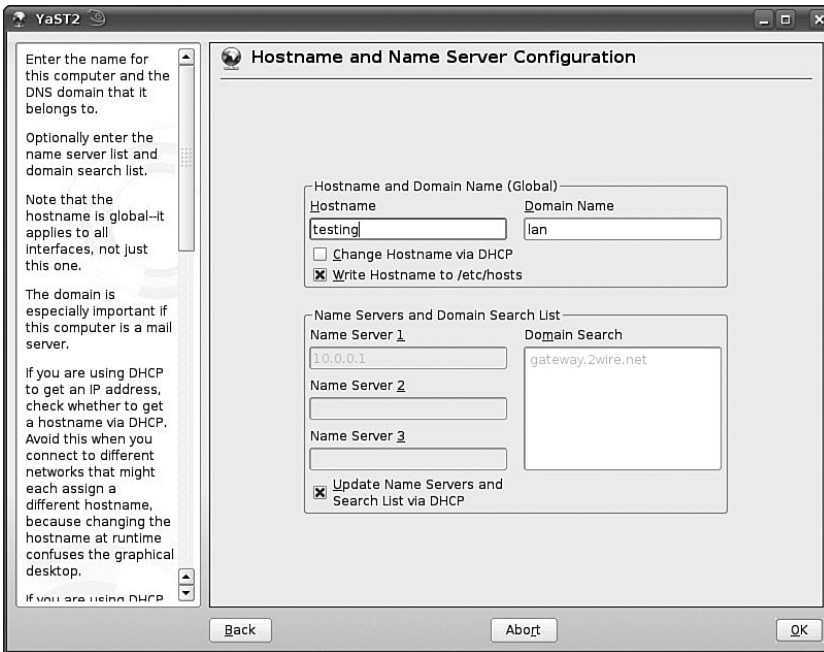 YaST2
Enter the name for
this computer and the
DNS domain that it
belongs to.
Optionally enter the
name server list and
domain search list.
Note that the
hostname is global--it
applies to all
interfaces, not just
this one.
The domain is
especially important if
this computer is a mail
server.
If you are using DHCP
to get an IP address,
check whether to get
a hostname via DHCP.
Avoid this when you
connect to different
networks that might
each assign a
different hostname,
because changing the
hostname at runtime
confuses the graphical
desktop.
If you are using DHCP
Hostname and Name Server Configuration
Hostname and Domain Name (Global)
Hostname
Domain Name
testing
lan
Change Hostname via DHCP
Write Hostname to /etc/hosts
Name Servers and Domain Search List
Name Server 1
Domain Search
10.0.0.1
gateway.2wire.net
Name Server 2
Name Server 3
Update Name Servers and
Search List via DHCP
Back
Abort
OK